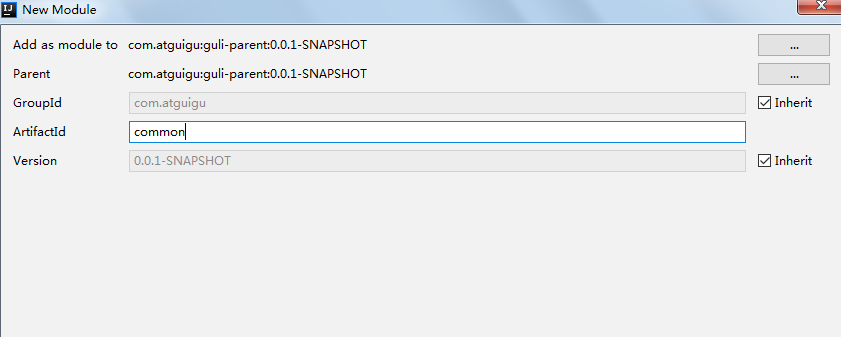 New Module
Add as module to com.atguigu:guli-parent:0.0.1-SNAPSHOT ...
Parent com.atguigu:guli-parent:0.0.1-SNAPSHOT ...
GroupId com.atguigu Inherit
ArtifactId common
Version 0.0.1-SNAPSHOT Inherit